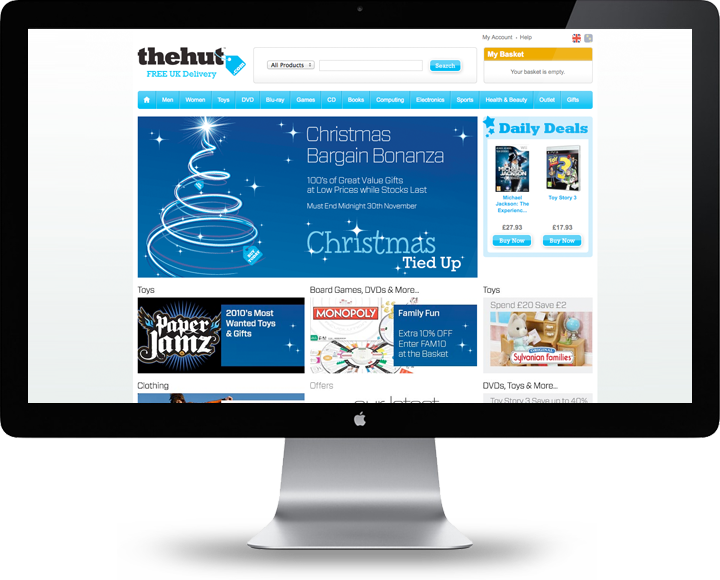 My Account › Help
thehut
.com
FREE UK Delivery
All Products
Search
My Basket
Your basket is empty.
Men Women Toys DVD Blu-ray Games CD Books Computing Electronics Sports Health & Beauty Outlet Gifts
Christmas
Bargain Bonanza
100's of Great Value Gifts
at Low Prices while Stocks Last
Must End Midnight 30th November
Christmas
Tied Up
Daily Deals
Michael
Jackson: The
Experienc...
£27.93
Buy Now
Toy Story 3
£17.93
Buy Now
Toys
PAPER
JAMZ
2010's Most
Wanted Toys
& Gifts
Board Games, DVDs & More...
MONOPOLY
Family Fun
Extra 10% OFF
Enter FAM10
at the Basket
Toys
Spend £20 Save £2
Sylvanian Families
Clothing
Offers
our latest
DVDs, Toys & More...
Toy Story 3 Save up to 40%